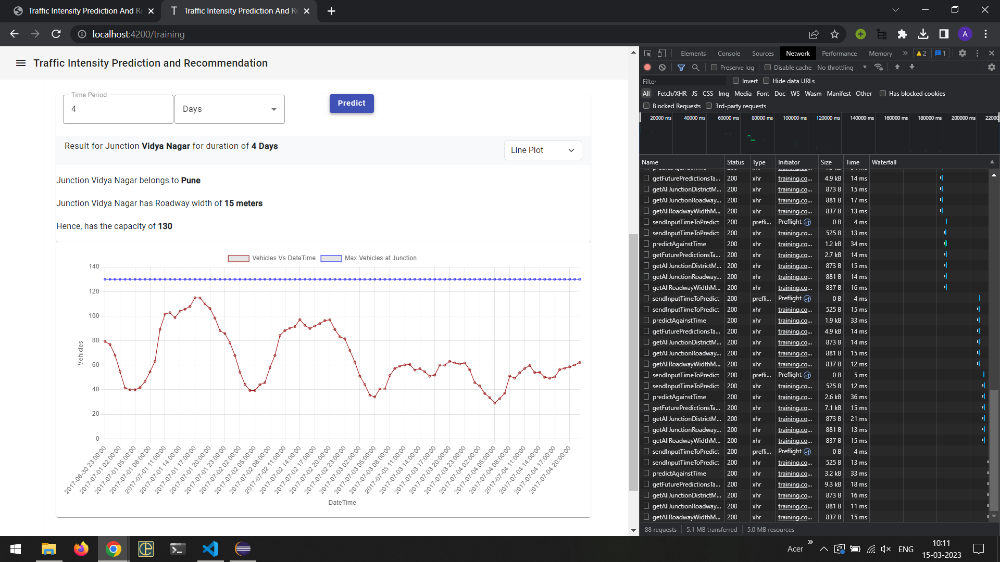 Traffic Intensity Prediction And Re
Traffic Intensity Prediction And Re
localhost:4200/training
A
Traffic Intensity Prediction and Recommendation
Time Period
4
Days
Predict
Result for Junction Vidya Nagar for duration of 4 Days
Line Plot
Junction Vidya Nagar belongs to Pune
Junction Vidya Nagar has Roadway width of 15 meters
Hence, has the capacity of 130
Vehicles Vs DateTime
Max Vehicles at Junction
140
120
100
80
60
40
20
0
Vehicles
2017-06-30 23:00:00
2017-07-01 02:00:00
2017-07-01 05:00:00
2017-07-01 08:00:00
2017-07-01 11:00:00
2017-07-01 14:00:00
2017-07-01 17:00:00
2017-07-01 20:00:00
2017-07-01 23:00:00
2017-07-02 02:00:00
2017-07-02 05:00:00
2017-07-02 08:00:00
2017-07-02 11:00:00
2017-07-02 14:00:00
2017-07-02 17:00:00
2017-07-02 20:00:00
2017-07-02 23:00:00
2017-07-03 02:00:00
2017-07-03 05:00:00
2017-07-03 08:00:00
2017-07-03 11:00:00
2017-07-03 14:00:00
2017-07-03 17:00:00
2017-07-03 20:00:00
2017-07-03 23:00:00
2017-07-04 02:00:00
2017-07-04 05:00:00
2017-07-04 08:00:00
2017-07-04 11:00:00
2017-07-04 14:00:00
2017-07-04 17:00:00
2017-07-04 20:00:00
DateTime
Elements Console Sources Network Performance Memory » 2 1
Preserve log Disable cache No throttling
Filter Invert Hide data URLs
All Fetch/XHR JS CSS Img Media Font Doc WS Wasm Manifest Other Has blocked cookies
Blocked Requests 3rd-party requests
20000 ms 40000 ms 60000 ms 80000 ms 100000 ms 120000 ms 140000 ms 160000 ms 180000 ms 200000 ms 22000
Name Status Type Initiator Size Time Waterfall
getFuturePredictionsTa... 200 xhr training.co... 4.9 kB 14 ms
getAllJunctionDistrictM... 200 xhr training.co... 873 B 15 ms
getAllJunctionRoadway... 200 xhr training.co... 881 B 17 ms
getAllRoadwayWidthM... 200 xhr training.co... 837 B 13 ms
sendInputTimeToPredict 200 prefli... Preflight 0 B 4 ms
sendInputTimeToPredict 200 xhr training.co... 525 B 13 ms
predictAgainstTime 200 xhr training.co... 1.2 kB 34 ms
getFuturePredictionsTa... 200 xhr training.co... 2.7 kB 14 ms
getAllJunctionDistrictM... 200 xhr training.co... 873 B 15 ms
getAllJunctionRoadway... 200 xhr training.co... 881 B 14 ms
getAllRoadwayWidthM... 200 xhr training.co... 837 B 16 ms
sendInputTimeToPredict 200 prefli... Preflight 0 B 4 ms
sendInputTimeToPredict 200 xhr training.co... 525 B 15 ms
predictAgainstTime 200 xhr training.co... 1.9 kB 33 ms
getFuturePredictionsTa... 200 xhr training.co... 4.9 kB 14 ms
getAllJunctionDistrictM... 200 xhr training.co... 873 B 14 ms
getAllJunctionRoadway... 200 xhr training.co... 881 B 15 ms
getAllRoadwayWidthM... 200 xhr training.co... 837 B 12 ms
sendInputTimeToPredict 200 prefli... Preflight 0 B 5 ms
sendInputTimeToPredict 200 xhr training.co... 525 B 12 ms
predictAgainstTime 200 xhr training.co... 2.6 kB 36 ms
getFuturePredictionsTa... 200 xhr training.co... 7.1 kB 15 ms
getAllJunctionDistrictM... 200 xhr training.co... 873 B 21 ms
getAllJunctionRoadway... 200 xhr training.co... 881 B 13 ms
getAllRoadwayWidthM... 200 xhr training.co... 837 B 15 ms
sendInputTimeToPredict 200 prefli... Preflight 0 B 4 ms
sendInputTimeToPredict 200 xhr training.co... 525 B 13 ms
predictAgainstTime 200 xhr training.co... 3.2 kB 33 ms
getFuturePredictionsTa... 200 xhr training.co... 9.3 kB 18 ms
getAllJunctionDistrictM... 200 xhr training.co... 873 B 16 ms
getAllJunctionRoadway... 200 xhr training.co... 881 B 11 ms
getAllRoadwayWidthM... 200 xhr training.co... 837 B 15 ms
88 requests 5.1 MB transferred 5.0 MB resources
Acer » ENG
10:11
15-03-2023